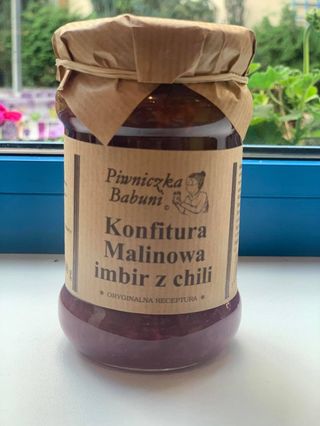 Piwniczka
Babuni
©
Konfitura
Malinowa
imbir z chili
* ORYGINALNA RECEPTURA *